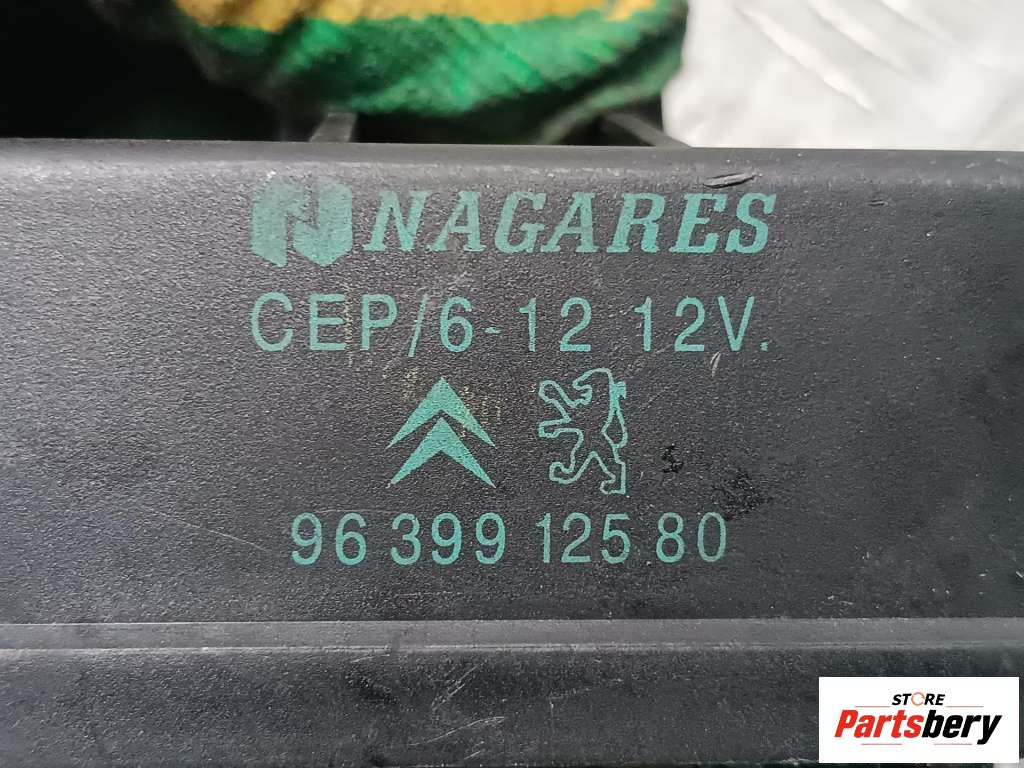 NAGARES
CEP/6-12 12V.
96 399 125 80
STORE
Partsbery